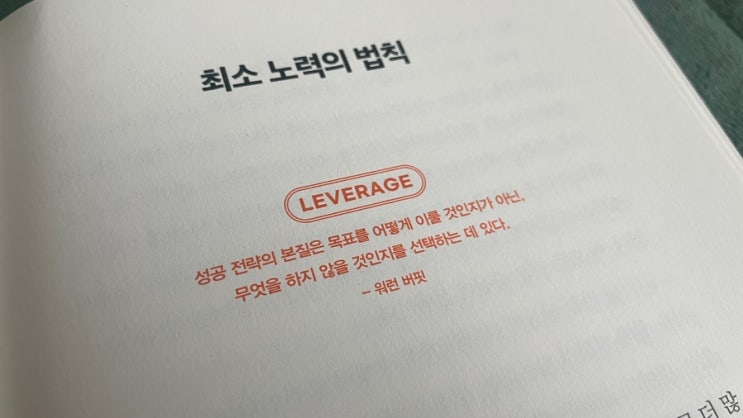 최소 노력의 법칙
LEVERAGE
성공 전략의 본질은 목표를 어떻게 이룰 것인지가 아닌,
무엇을 하지 않을 것인지를 선택하는 데 있다.
– 워런 버핏
더 많